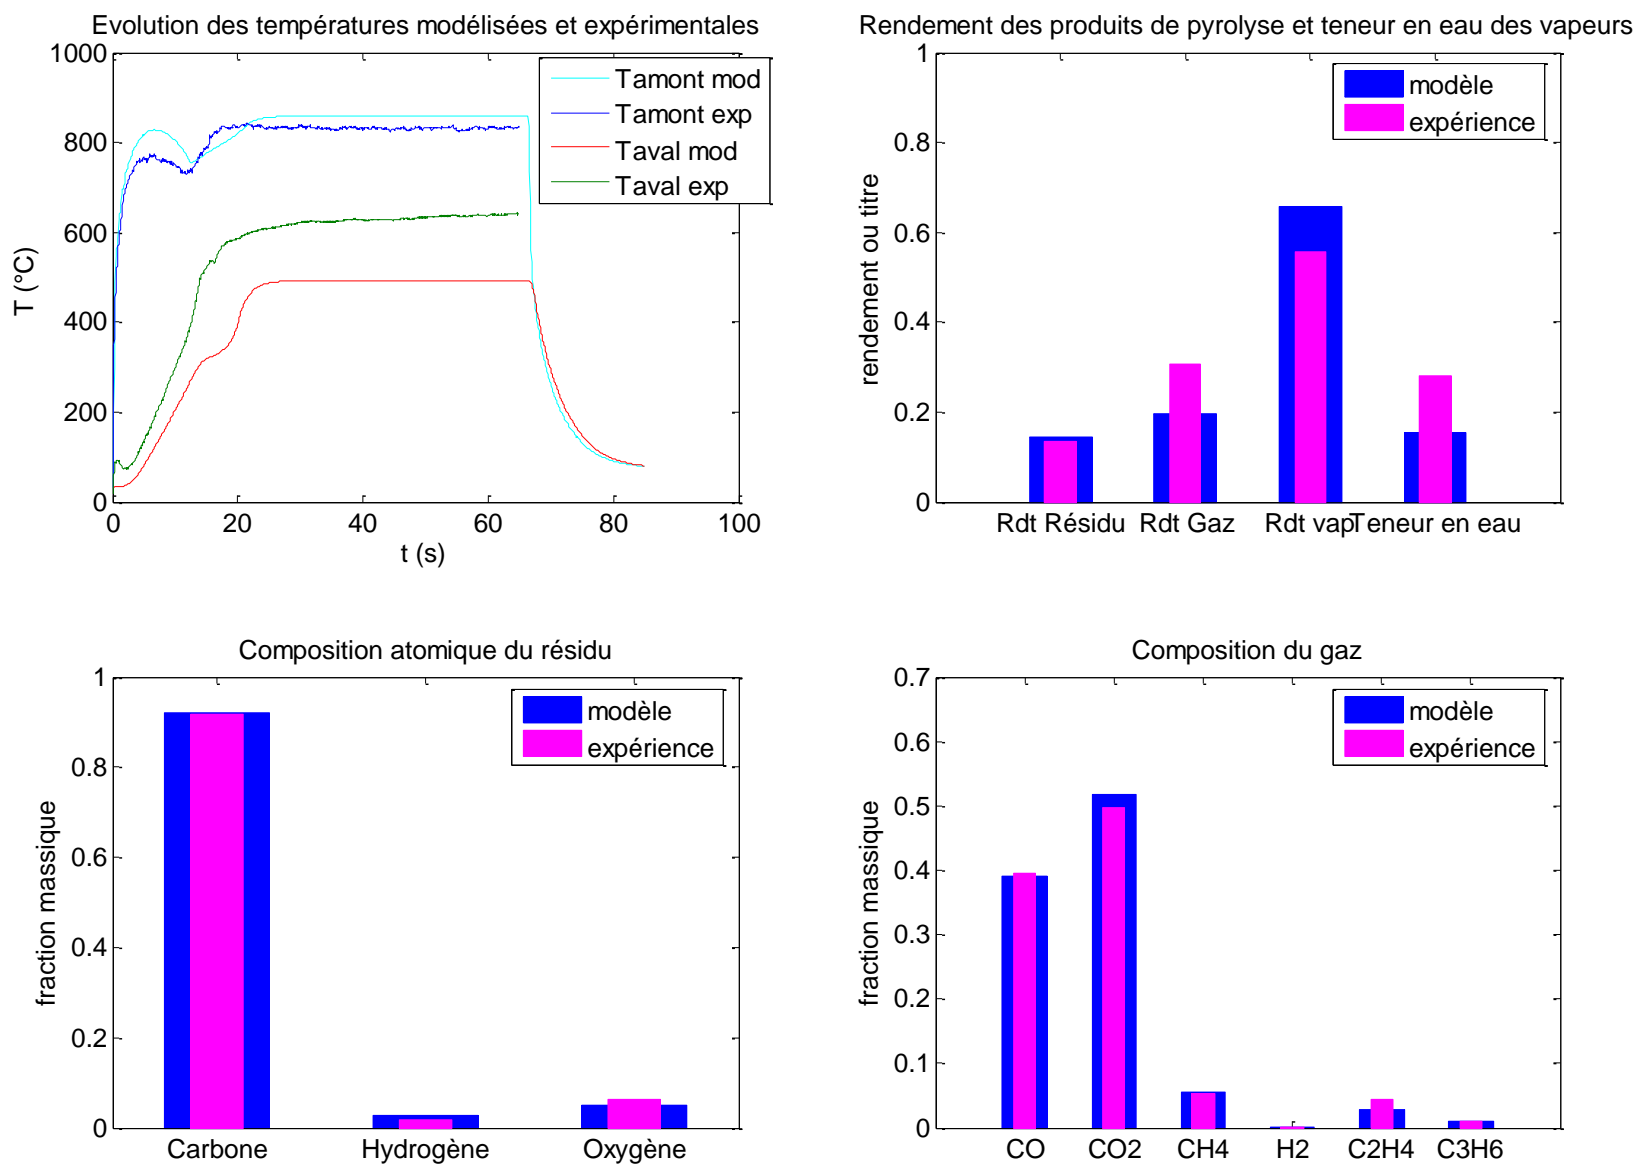 Evolution des températures modélisées et expérimentales
1000
800
600
400
200
0
T (°C)
0 20 40 60 80 100
t (s)
Tamont mod
Tamont exp
Taval mod
Taval exp
Rendement des produits de pyrolyse et teneur en eau des vapeurs
1
0.8
0.6
0.4
0.2
0
rendement ou titre
Rdt Résidu Rdt Gaz Rdt vap Teneur en eau
modèle
expérience
Composition atomique du résidu
1
0.8
0.6
0.4
0.2
0
fraction massique
Carbone Hydrogène Oxygène
modèle
expérience
Composition du gaz
0.7
0.6
0.5
0.4
0.3
0.2
0.1
0
fraction massique
CO CO2 CH4 H2 C2H4 C3H6
modèle
expérience